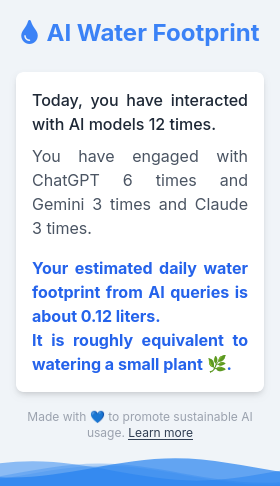 💧 AI Water Footprint
Today, you have interacted
with AI models 12 times.
You have engaged with
ChatGPT 6 times and
Gemini 3 times and Claude
3 times.
Your estimated daily water
footprint from AI queries is
about 0.12 liters.
It is roughly equivalent to
watering a small plant 🌿.
Made with 💙 to promote sustainable AI
usage. Learn more